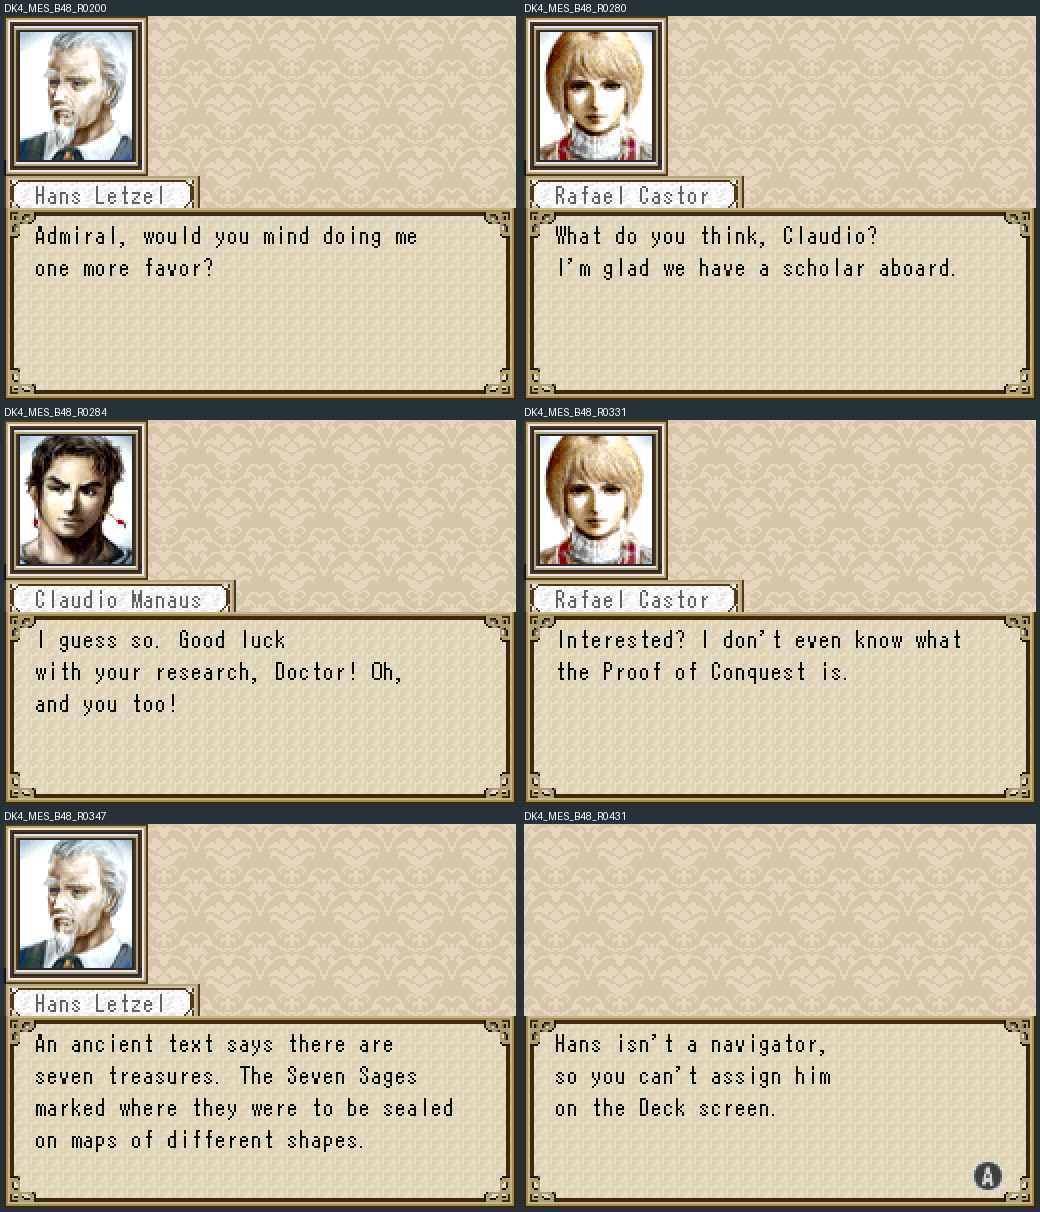 DK4_MES_B48_R0200
Hans Letzel
Admiral, would you mind doing me
one more favor?
DK4_MES_B48_R0280
Rafael Castor
What do you think, Claudio?
I'm glad we have a scholar aboard.
DK4_MES_B48_R0284
Claudio Manaus
I guess so. Good luck
with your research, Doctor! Oh,
and you too!
DK4_MES_B48_R0331
Rafael Castor
Interested? I don't even know what
the Proof of Conquest is.
DK4_MES_B48_R0347
Hans Letzel
An ancient text says there are
seven treasures. The Seven Sages
marked where they were to be sealed
on maps of different shapes.
DK4_MES_B48_R0431
Hans isn't a navigator,
so you can't assign him
on the Deck screen.
A